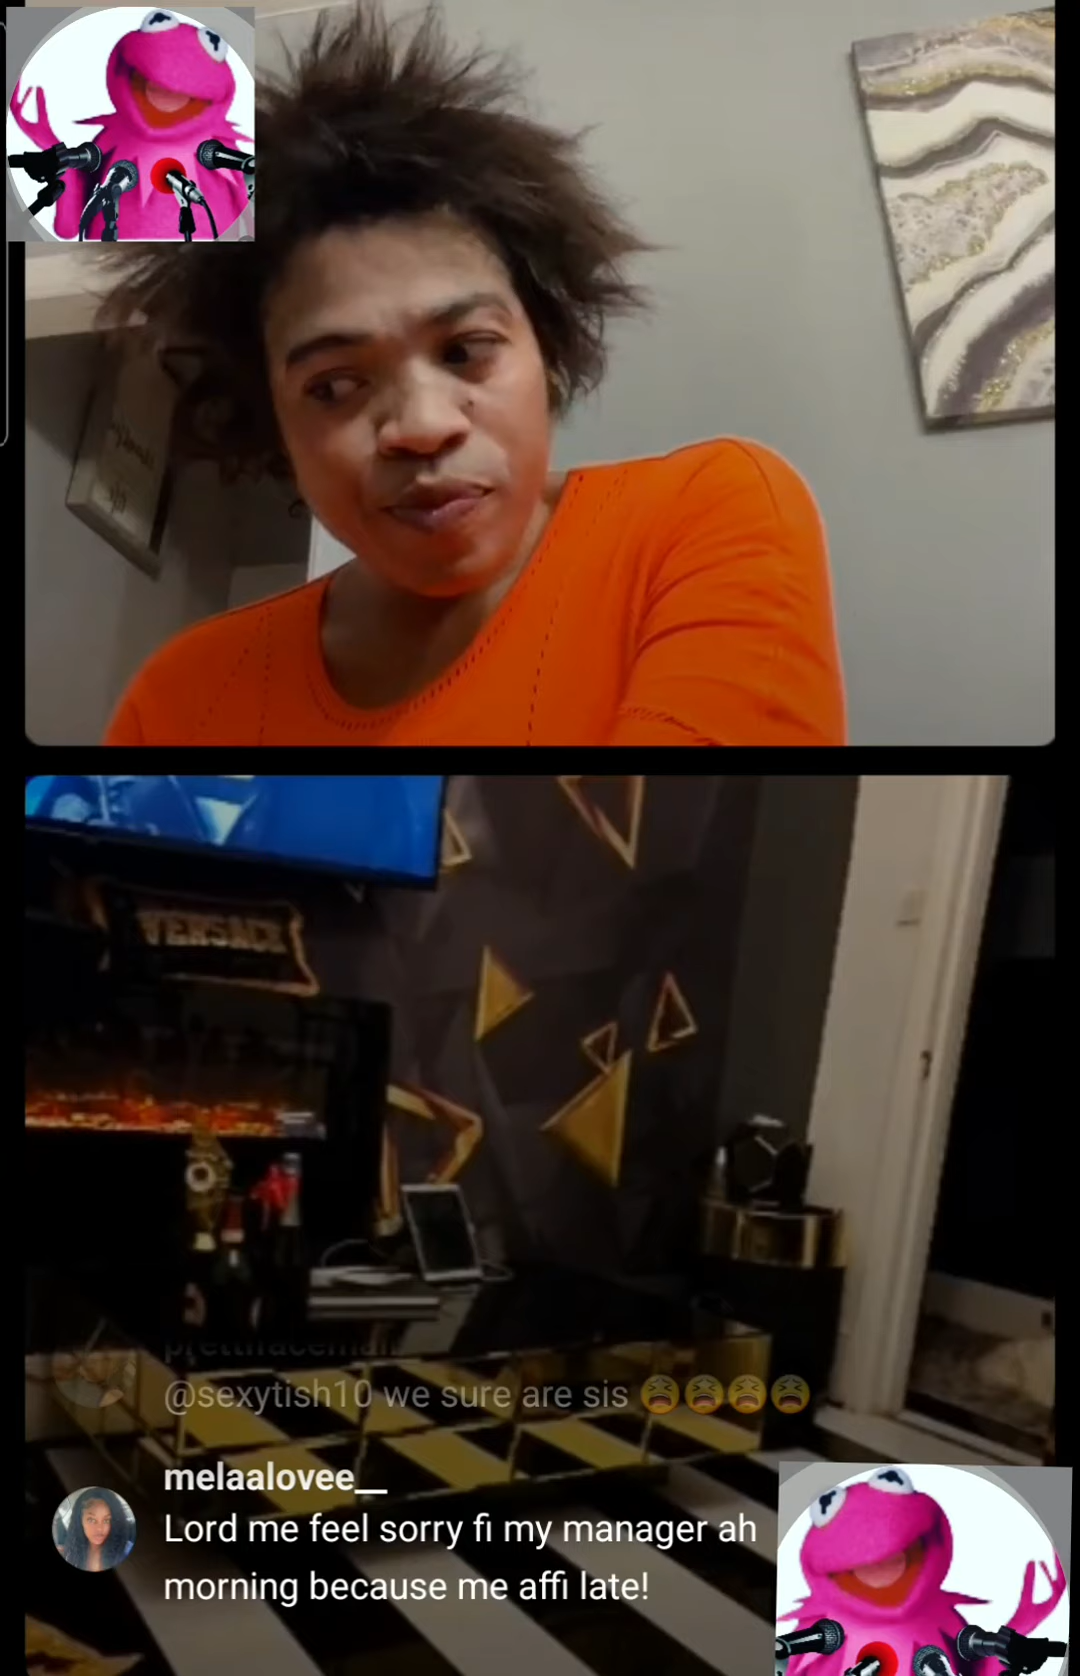 VERSACE
@sexytish10 we sure are sis 😫😫😫😫
melaalovee__
Lord me feel sorry fi my manager ah
morning because me affi late!